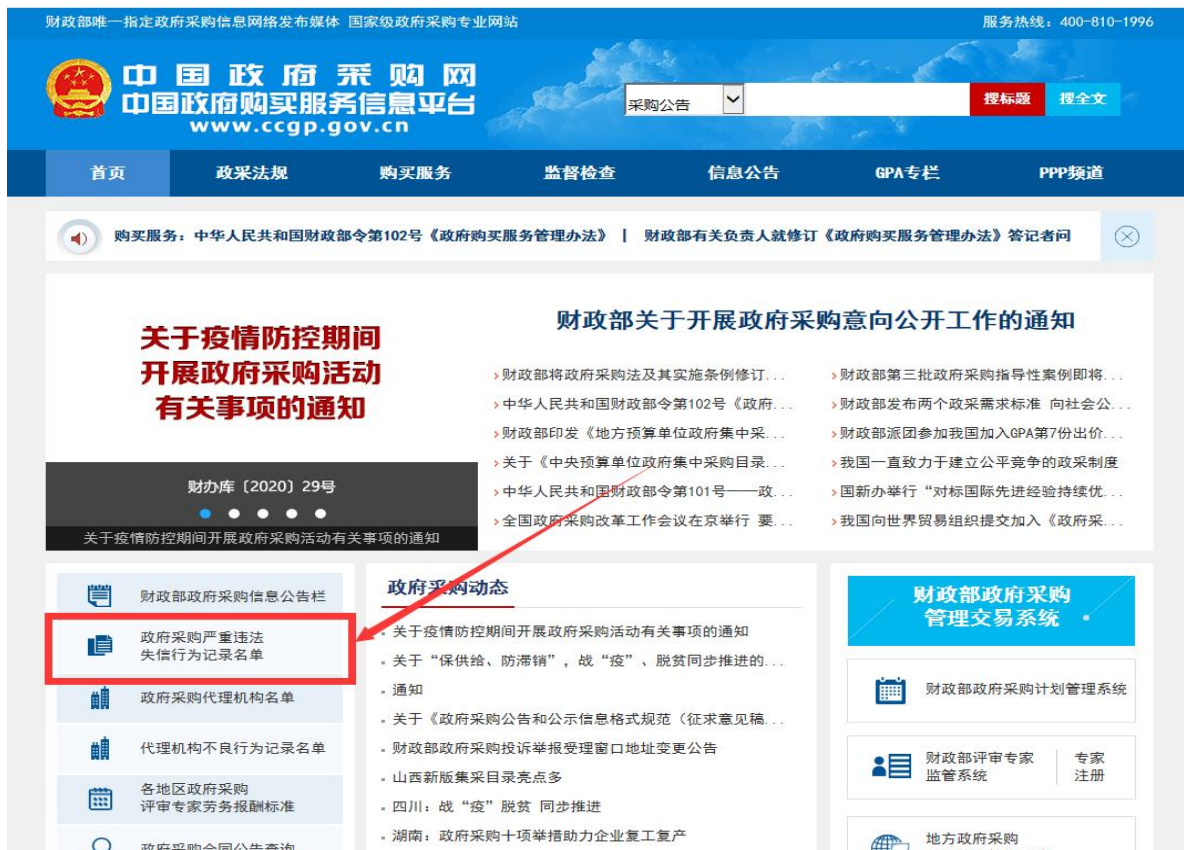 财政部唯一指定政府采购信息网络发布媒体 国家级政府采购专业网站
服务热线：400-810-1996
中国政府采购网
中国政府购买服务信息平台
www.ccgp.gov.cn
采购公告
搜标题
搜全文
首页
政采法规
购买服务
监督检查
信息公告
GPA专栏
PPP频道
购买服务：中华人民共和国财政部令第102号《政府购买服务管理办法》 | 财政部有关负责人就修订《政府购买服务管理办法》答记者问
关于疫情防控期间
开展政府采购活动
有关事项的通知
财办库〔2020〕29号
关于疫情防控期间开展政府采购活动有关事项的通知
财政部关于开展政府采购意向公开工作的通知
财政部将政府采购法及其实施条例修订...
中华人民共和国财政部令第102号《政府...
财政部印发《地方预算单位政府集中采...
关于《中央预算单位政府集中采购目录...
中华人民共和国财政部令第101号——政...
全国政府采购改革工作会议在京举行 要...
财政部第三批政府采购指导性案例即将...
财政部发布两个政采需求标准 向社会公...
财政部派团参加我国加入GPA第7份出价...
我国一直致力于建立公平竞争的政采制度
国新办举行“对标国际先进经验持续优...
我国向世界贸易组织提交加入《政府采...
财政部政府采购信息公告栏
政府采购严重违法
失信行为记录名单
政府采购代理机构名单
代理机构不良行为记录名单
各地区政府采购
评审专家劳务报酬标准
政府采购合同公告查询
政府采购动态
关于疫情防控期间开展政府采购活动有关事项的通知
关于“保供给、防滞销”，战“疫”、脱贫同步推进的...
通知
关于《政府采购公告和公示信息格式规范（征求意见稿...
财政部政府采购投诉举报受理窗口地址变更公告
山西新版集采目录亮点多
四川：战“疫”脱贫 同步推进
湖南：政府采购十项举措助力企业复工复产
财政部政府采购
管理交易系统
财政部政府采购计划管理系统
财政部评审专家
监管系统
专家
注册
地方政府采购